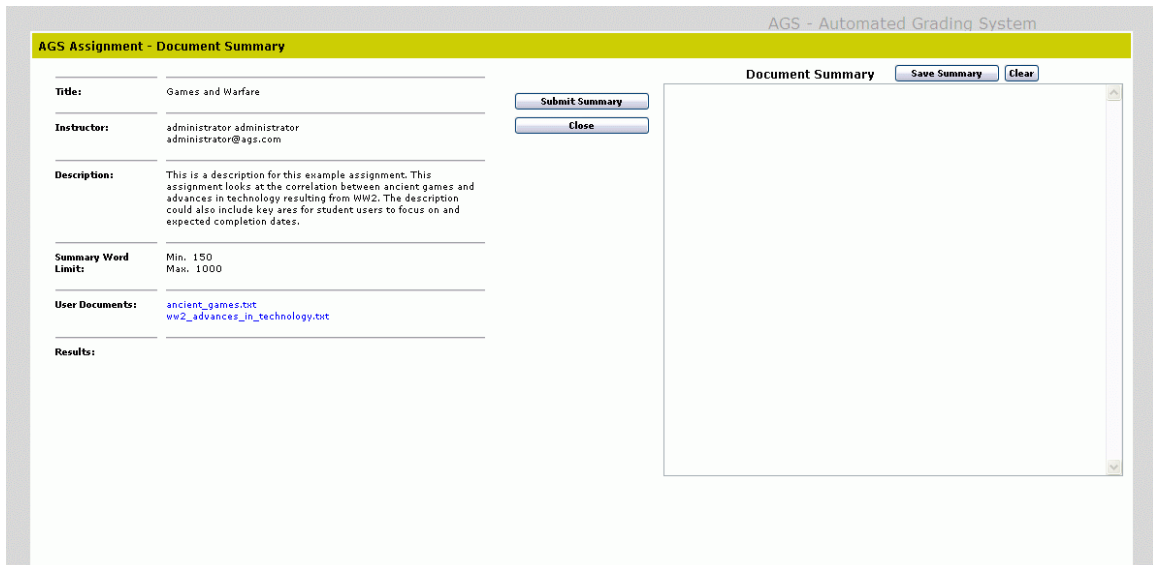 AGS - Automated Grading System
AGS Assignment - Document Summary
Title:
Games and Warfare
Instructor:
administrator administrator
administrator@ags.com
Description:
This is a description for this example assignment. This
assignment looks at the correlation between ancient games and
advances in technology resulting from WW2. The description
could also include key ares for student users to focus on and
expected completion dates.
Summary Word
Limit:
Min. 150
Max. 1000
User Documents:
ancient_games.txt
ww2_advances_in_technology.txt
Results:
Submit Summary
Close
Document Summary
Save Summary
Clear